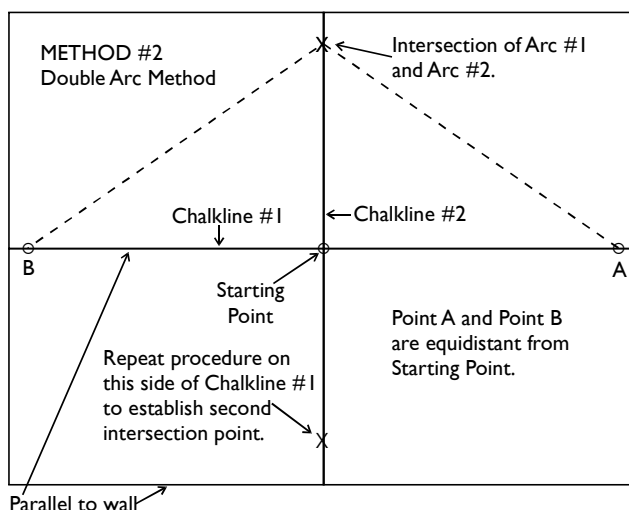 METHOD #2
Double Arc Method
X
Intersection of Arc #1
and Arc #2.
Chalkline #1
Chalkline #2
B
A
Starting
Point
Point A and Point B
are equidistant from
Starting Point.
Repeat procedure on
this side of Chalkline #1
to establish second
intersection point.
X
Parallel to wall